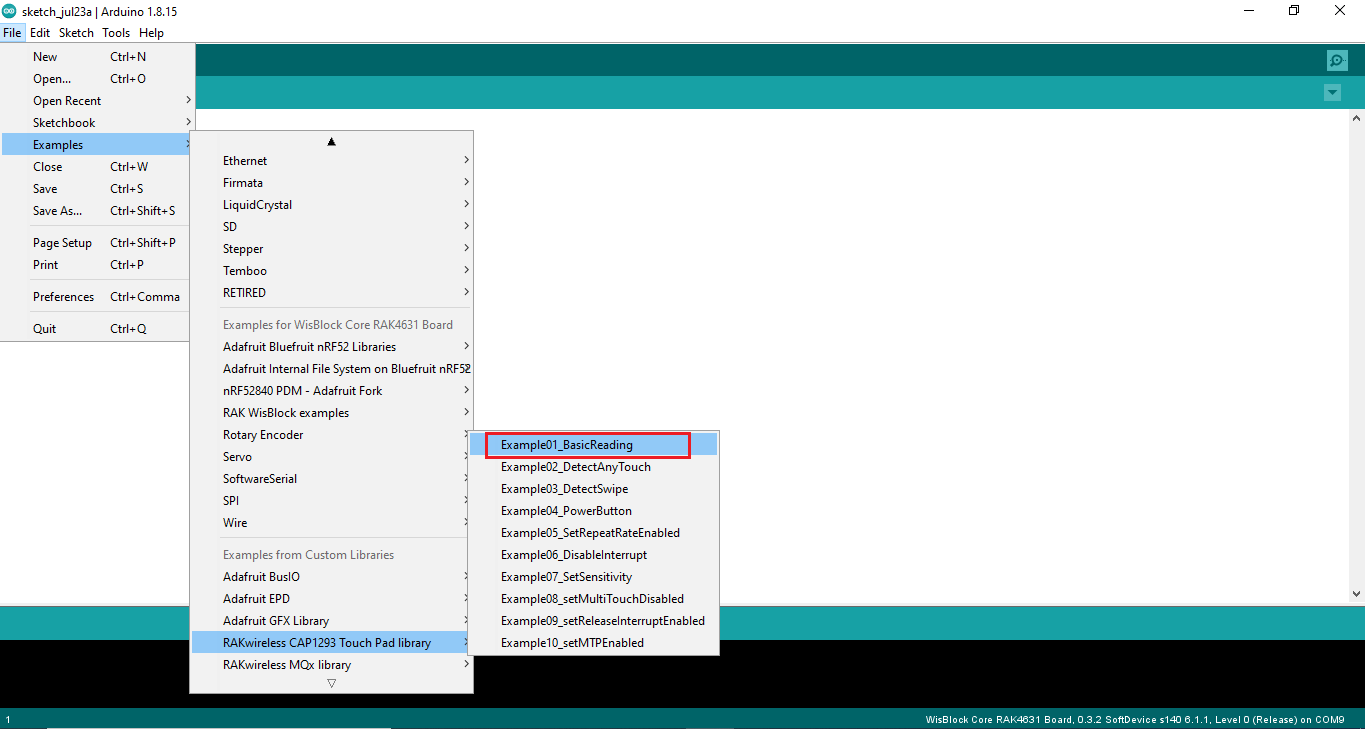 sketch_jul23a | Arduino 1.8.15
File Edit Sketch Tools Help
New Ctrl+N
Open... Ctrl+O
Open Recent
Sketchbook
Examples
Close Ctrl+W
Save Ctrl+S
Save As... Ctrl+Shift+S
Page Setup Ctrl+Shift+P
Print Ctrl+P
Preferences Ctrl+Comma
Quit Ctrl+Q
Ethernet
Firmata
LiquidCrystal
SD
Stepper
Temboo
RETIRED
Examples for WisBlock Core RAK4631 Board
Adafruit Bluefruit nRF52 Libraries
Adafruit Internal File System on Bluefruit nRF52
nRF52840 PDM - Adafruit Fork
RAK WisBlock examples
Rotary Encoder
Servo
SoftwareSerial
SPI
Wire
Examples from Custom Libraries
Adafruit BusIO
Adafruit EPD
Adafruit GFX Library
RAKwireless CAP1293 Touch Pad library
RAKwireless MQx library
Example01_BasicReading
Example02_DetectAnyTouch
Example03_DetectSwipe
Example04_PowerButton
Example05_SetRepeatRateEnabled
Example06_DisableInterrupt
Example07_SetSensitivity
Example08_setMultiTouchDisabled
Example09_setReleaseInterruptEnabled
Example10_setMTPEnabled
1 WisBlock Core RAK4631 Board, 0.3.2 SoftDevice s140 6.1.1, Level 0 (Release) on COM9